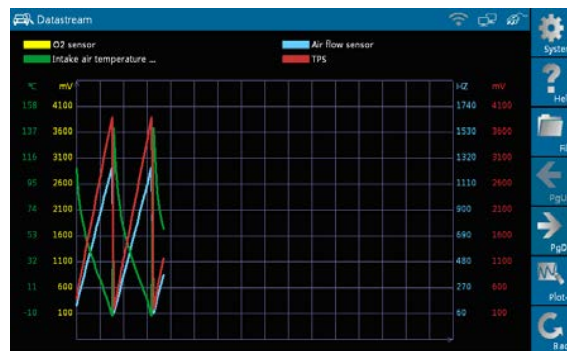 Datastream
O2 sensor
Air flow sensor
Intake air temperature ...
TPS
℃ mV HZ mV
158 4100 1740 4100
137 3600 1530 3600
116 3100 1320 3100
95 2600 1110 2600
74 2100 900 2100
53 1600 690 1600
32 1100 480 1100
11 600 270 600
-10 100 60 100
Syste
Hel
Fil
PgU
PgD
Plot-
Bac